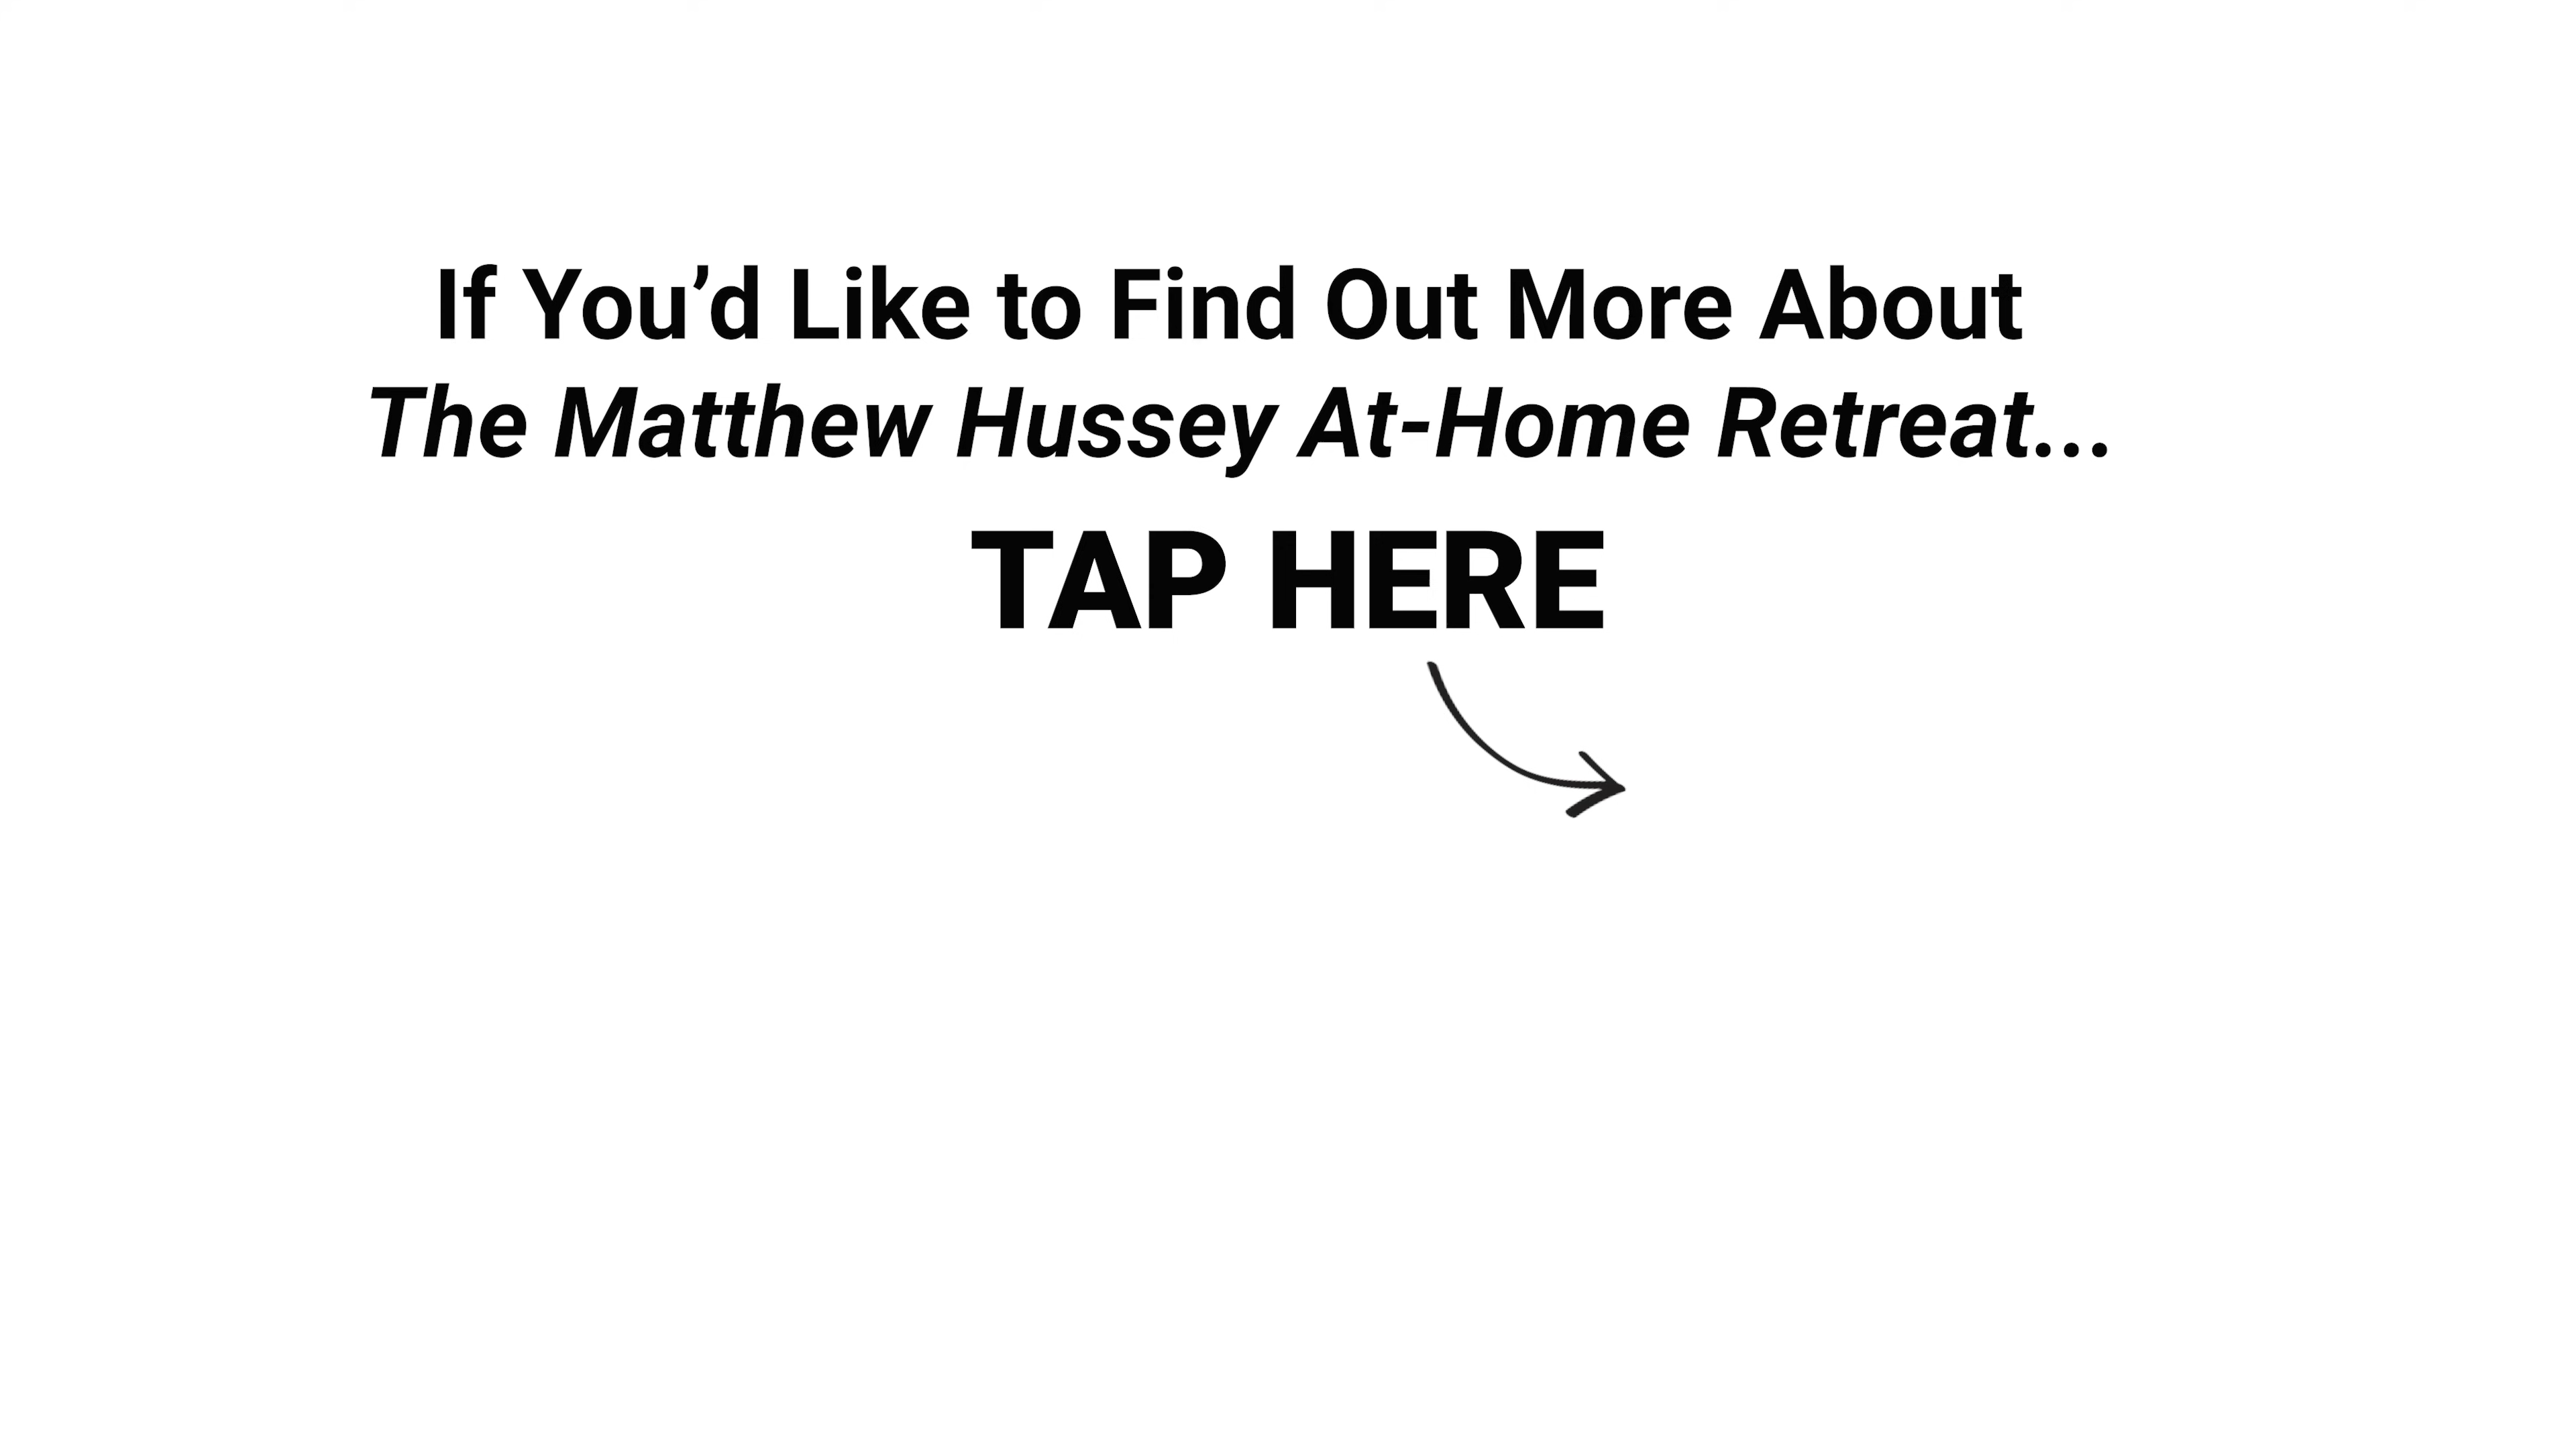 If You’d Like to Find Out More About
The Matthew Hussey At-Home Retreat...
TAP HERE